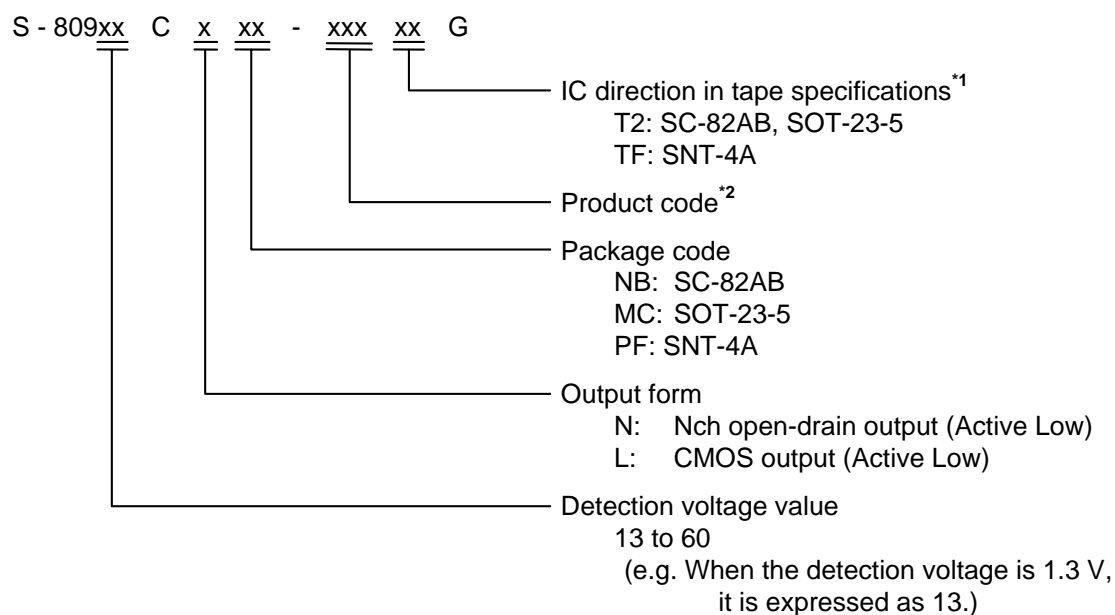 S - 809xx C x xx - xxx xx G
IC direction in tape specifications*1
T2: SC-82AB, SOT-23-5
TF: SNT-4A
Product code*2
Package code
NB: SC-82AB
MC: SOT-23-5
PF: SNT-4A
Output form
N: Nch open-drain output (Active Low)
L: CMOS output (Active Low)
Detection voltage value
13 to 60
(e.g. When the detection voltage is 1.3 V,
it is expressed as 13.)